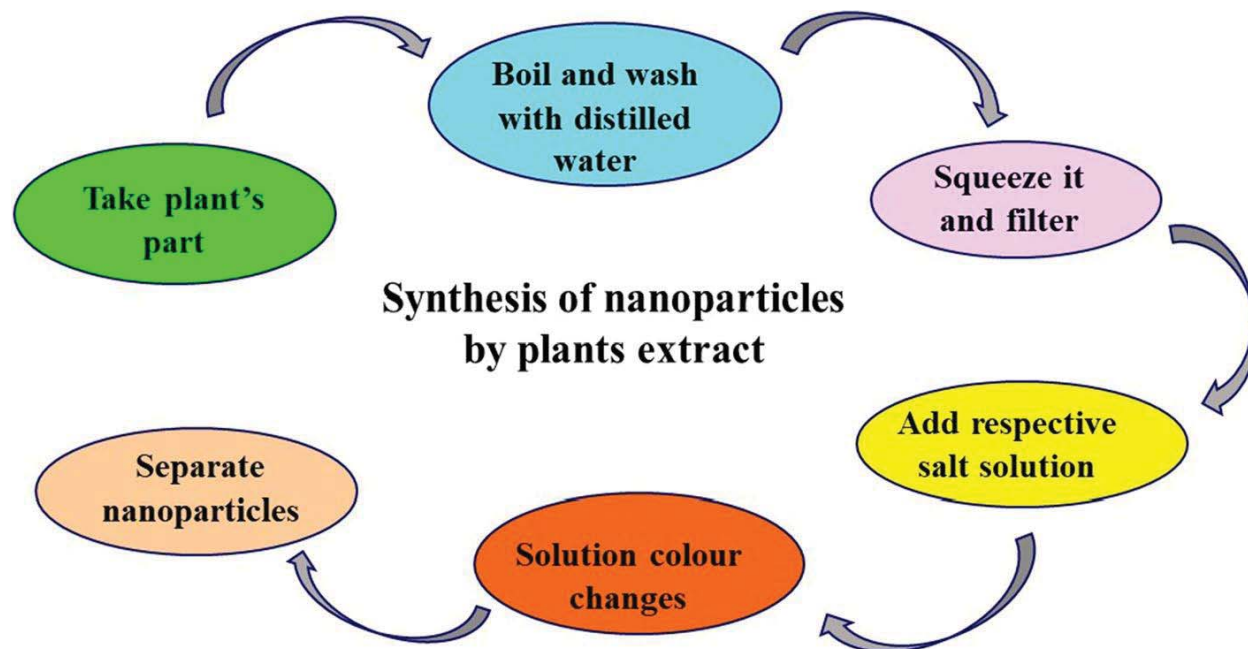 Boil and wash
with distilled
water
Take plant's
part
Squeeze it
and filter
Synthesis of nanoparticles
by plants extract
Add respective
salt solution
Separate
nanoparticles
Solution colour
changes